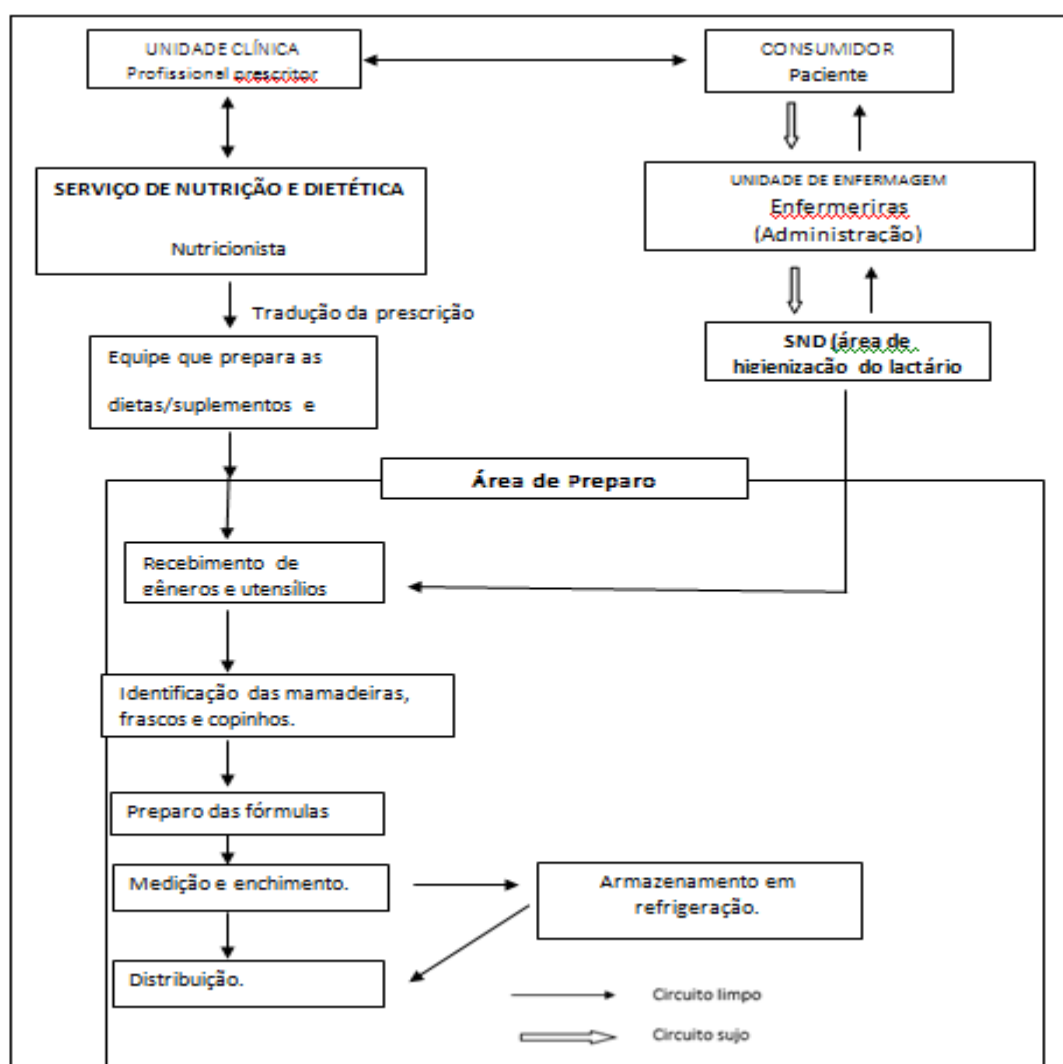 UNIDADE CLÍNICA
Profissional prescritor
CONSUMIDOR
Paciente
SERVIÇO DE NUTRIÇÃO E DIETÉTICA
Nutricionista
UNIDADE DE ENFERMAGEM
Enfermeriras
(Administração)
Tradução da prescrição
SND (área de
higienização do lactário
Equipe que prepara as
dietas/suplementos e
Área de Preparo
Recebimento de
gêneros e utensílios
Identificação das mamadeiras,
frascos e copinhos.
Preparo das fórmulas
Medição e enchimento.
Armazenamento em
refrigeração.
Distribuição.
Circuito limpo
Circuito sujo